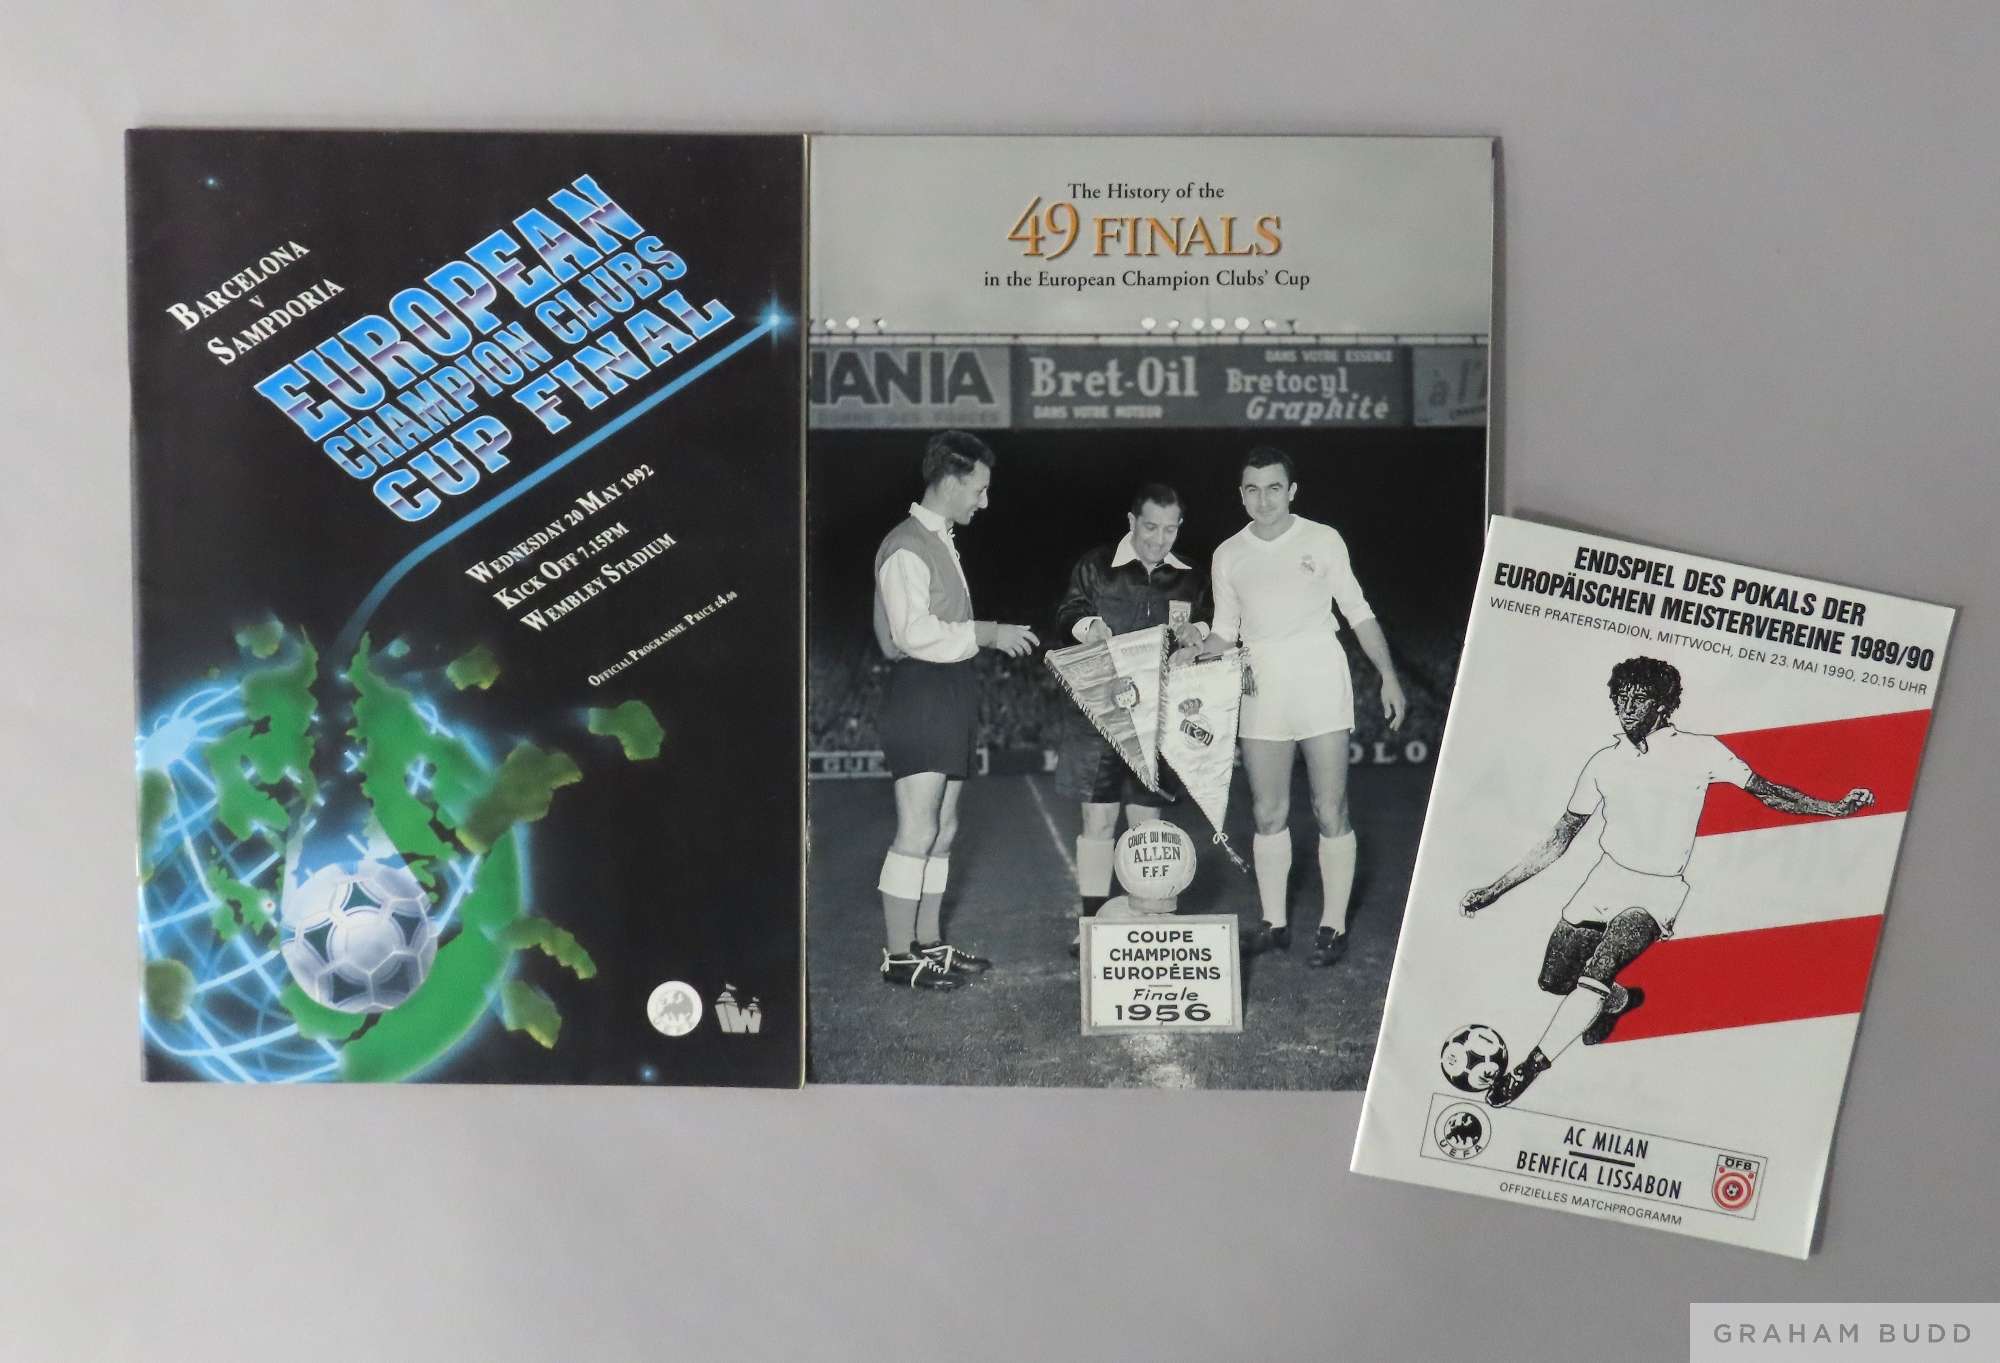 BARCELONA
V
SAMPDORIA
EUROPEAN
CHAMPION CLUBS
CUP FINAL
WEDNESDAY 20 MAY 1992
KICK OFF 7.15PM
WEMBLEY STADIUM
OFFICIAL PROGRAMME PRICE £4.00
W
The History of the
49 FINALS
in the European Champion Clubs' Cup
ANIA
Bret-Oil
DANS VOTRE MOTEUR
DANS VOTRE ESSENCE
Bretocyl
Graphité
à l'
GUE
OLO
COUPE DU MONDE
ALLEN
F.F.F
COUPE
CHAMPIONS
EUROPÉENS
Finale
1956
ENDSPIEL DES POKALS DER
EUROPÄISCHEN MEISTERVEREINE 1989/90
WIENER PRATERSTADION, MITTWOCH, DEN 23. MAI 1990, 20.15 UHR
UEFA
AC MILAN
BENFICA LISSABON
ÖFB
OFFIZIELLES MATCHPROGRAMM
GRAHAM BUDD